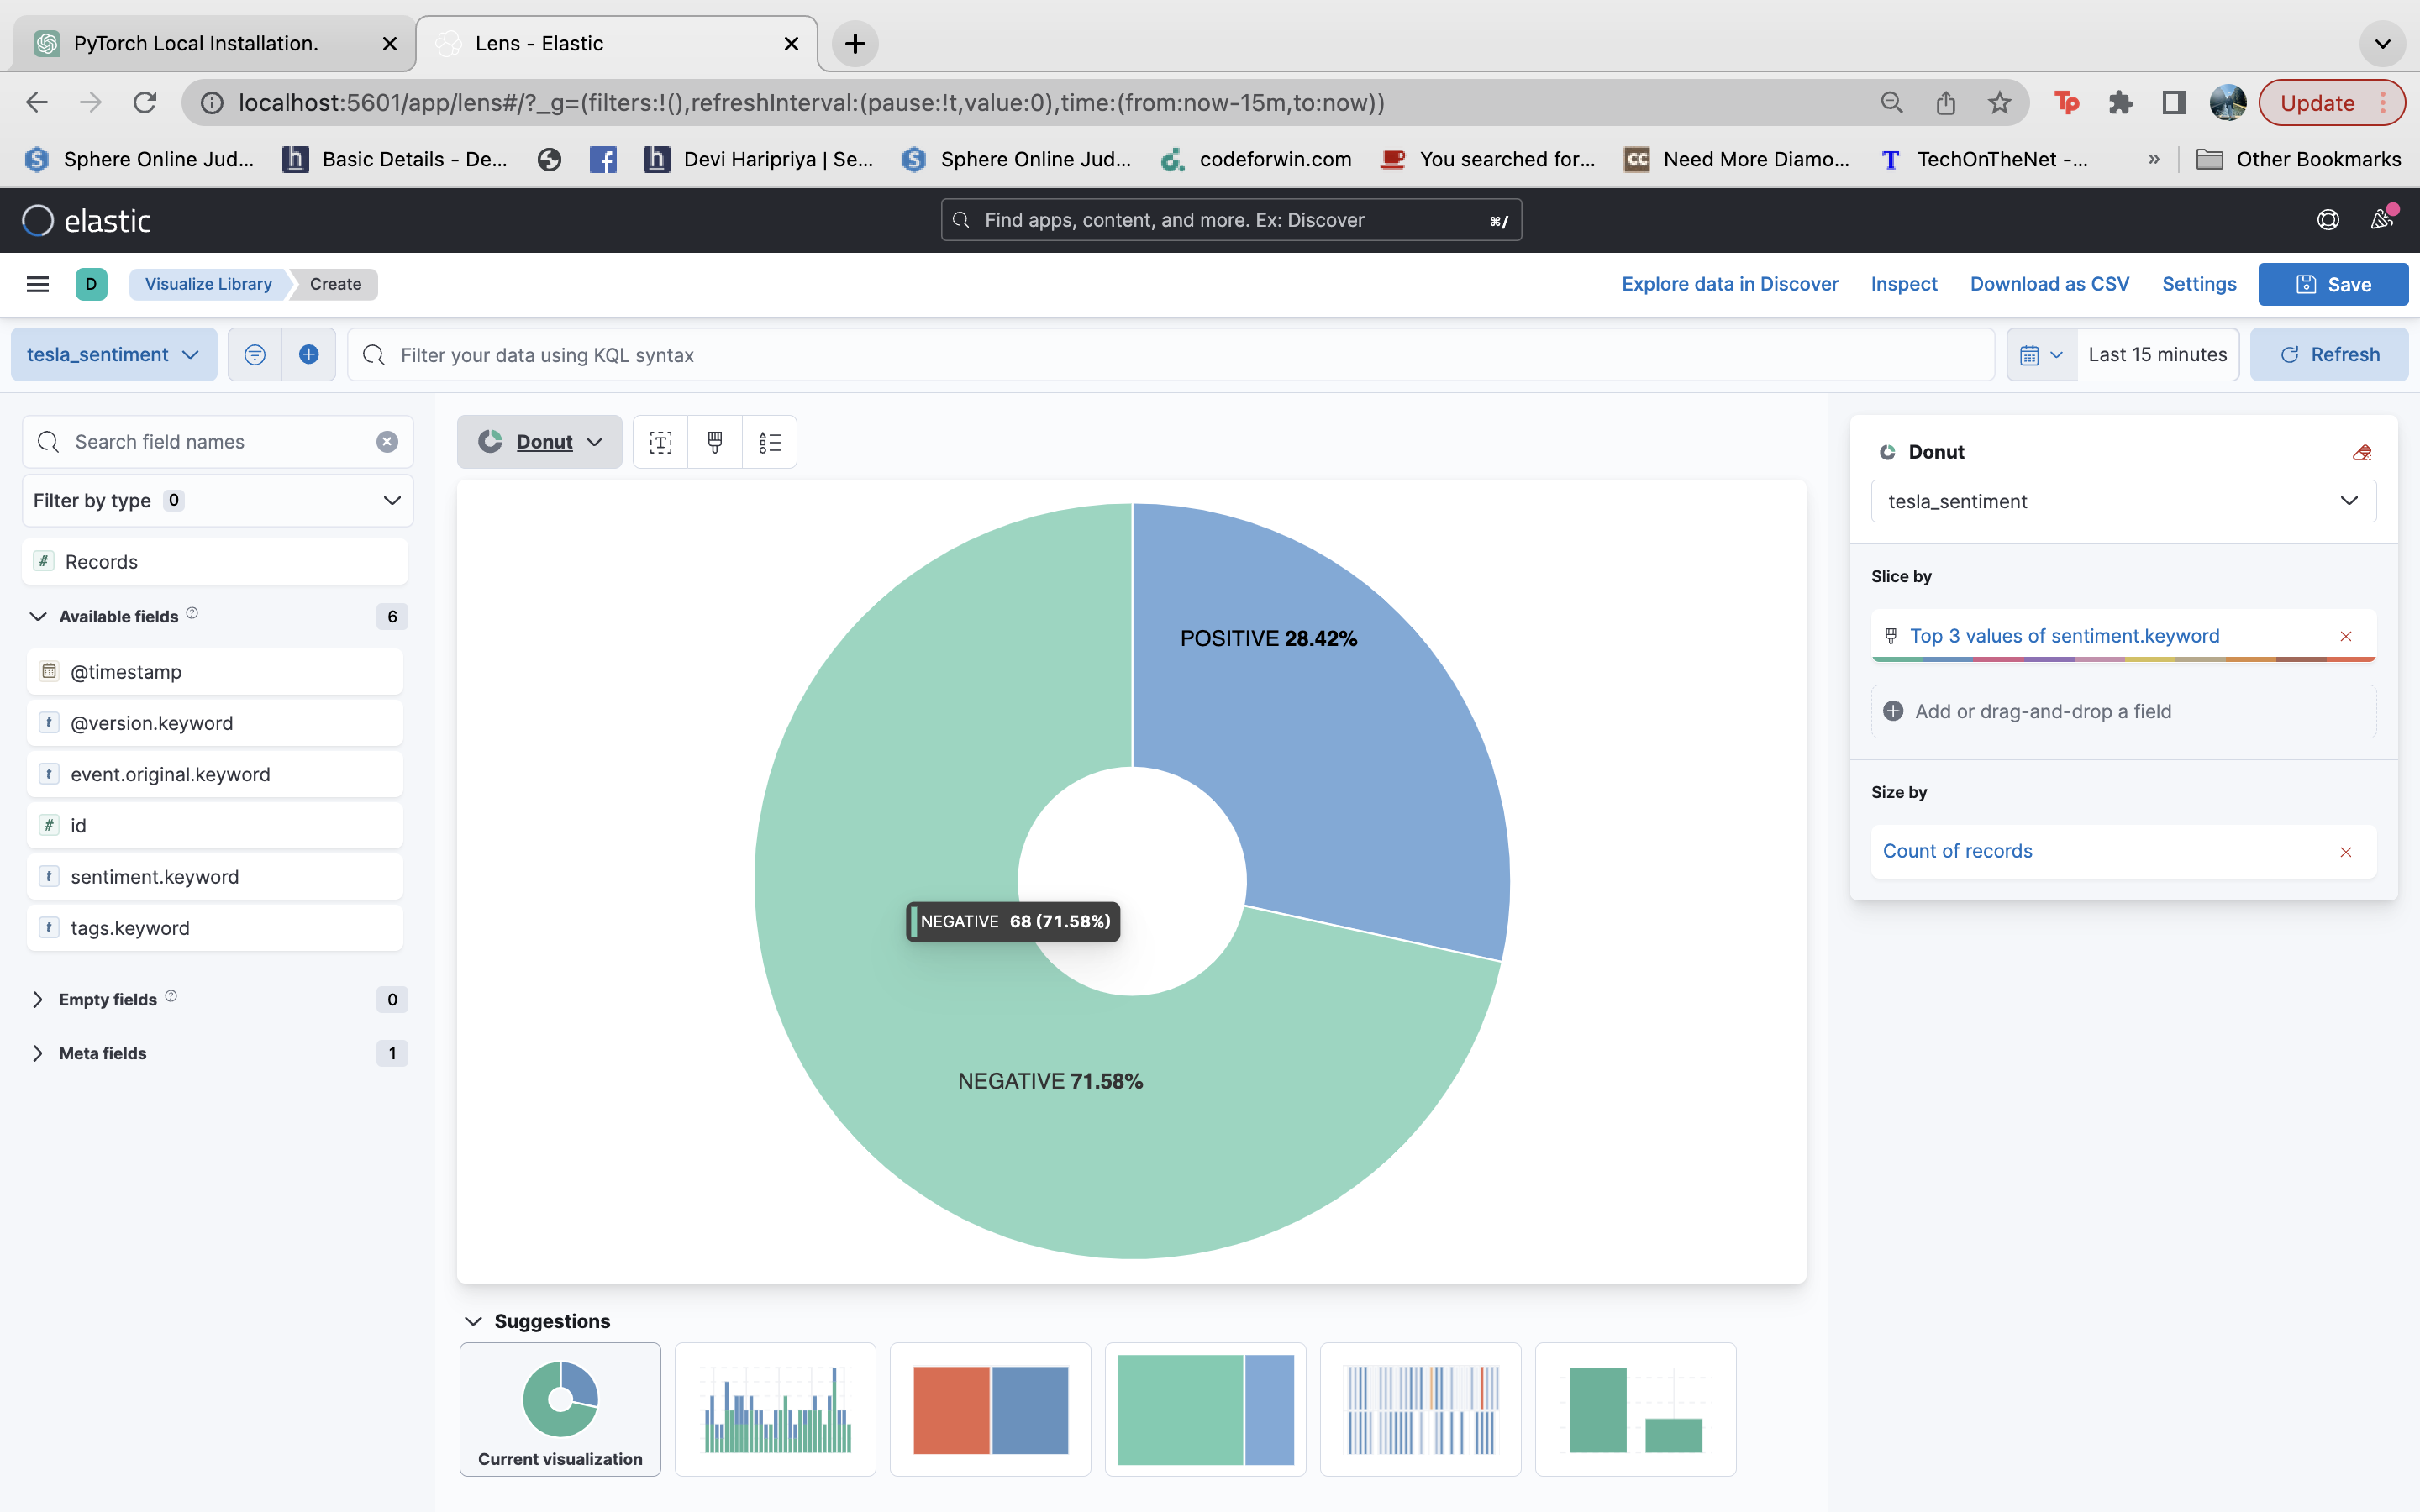 PyTorch Local Installation.
Lens - Elastic
localhost:5601/app/lens#/?_g=(filters:!(),refreshInterval:(pause:!t,value:0),time:(from:now-15m,to:now))
Tp
Update
Sphere Online Jud...
Basic Details - De...
Devi Haripriya | Se...
Sphere Online Jud...
codeforwin.com
You searched for...
CC Need More Diamo...
T TechOnTheNet -...
»
Other Bookmarks
elastic
Find apps, content, and more. Ex: Discover
⌘/
D
Visualize Library
Create
Explore data in Discover
Inspect
Download as CSV
Settings
Save
tesla_sentiment
Filter your data using KQL syntax
Last 15 minutes
Refresh
Search field names
Filter by type 0
# Records
Available fields 6
@timestamp
t @version.keyword
t event.original.keyword
# id
t sentiment.keyword
t tags.keyword
Empty fields 0
Meta fields 1
Donut
POSITIVE 28.42%
NEGATIVE 68 (71.58%)
NEGATIVE 71.58%
Suggestions
Current visualization
Donut
tesla_sentiment
Slice by
Top 3 values of sentiment.keyword
Add or drag-and-drop a field
Size by
Count of records